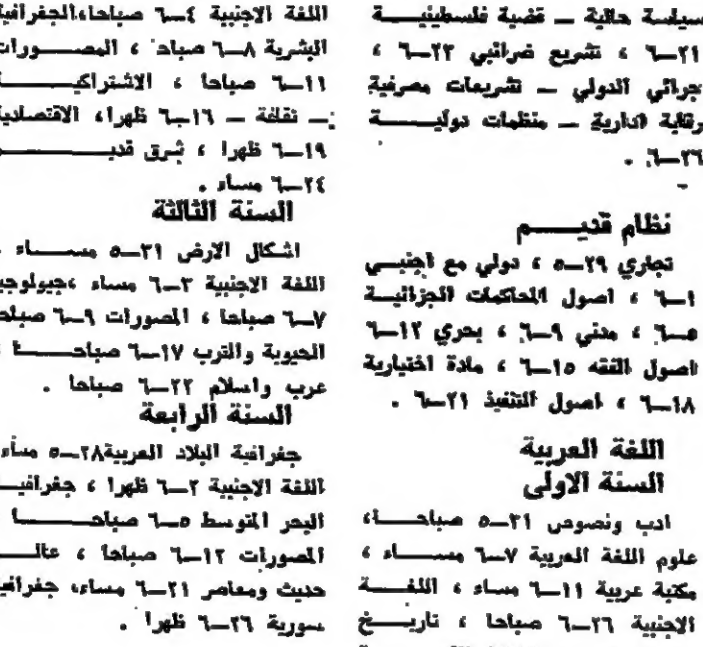 سياسة حالية — قضية فلسطينية
٢١—٦ ، تشريع ضرائبي ٢٣—٦ ،
جزائي الدولي — تشريعات مصرفية
رقابة ادارية — منظمات دولية
٢٦—٦ .
نظام قديم
تجاري ٢٩—٥ ، دولي مع اجنبي
١—٦ ، اصول المحاكمات الجزائية
٥—٦ ، مدني ٩—٦ ، بحري ١٢—٦
اصول الفقه ١٥—٦ ، مادة اختيارية
١٨—٦ ، اصول التنفيذ ٢١—٦ .
اللغة العربية
السنة الاولى
ادب ونصوص ٣١—٥ صباحا،
علوم اللغة العربية ٧—٦ مساء ،
مكتبة عربية ١١—٦ مساء ، اللغة
الاجنبية ٢٦—٦ صباحا ، تاريخ
اللغة الاجنبية ٤—٦ صباحا،الجغرافيا
البشرية ٨—٦ صباحا ، المصورات
١١—٦ صباحا ، الاشتراكية
— ثقافة — ١٦—٦ ظهرا، الاقتصادية
١٩—٦ ظهرا ، شرق قديم
٢٤—٦ مساء .
السنة الثالثة
اشكال الارض ٣١—٥ مساء ،
اللغة الاجنبية ٣—٦ مساء ،جيولوجيا
٧—٦ صباحا ، المصورات ٩—٦ صباحا
الحيوية والترب ١٧—٦ صباحا ،
عرب واسلام ٢٢—٦ صباحا .
السنة الرابعة
جغرافية البلاد العربية٢٨—٥ مساء
اللغة الاجنبية ٢—٦ ظهرا ، جغرافيا
البحر المتوسط ٥—٦ صباحا
المصورات ١٢—٦ صباحا ، عالم
حديث ومعاصر ٢١—٦ مساء، جغرافية
سورية ٢٦—٦ ظهرا .